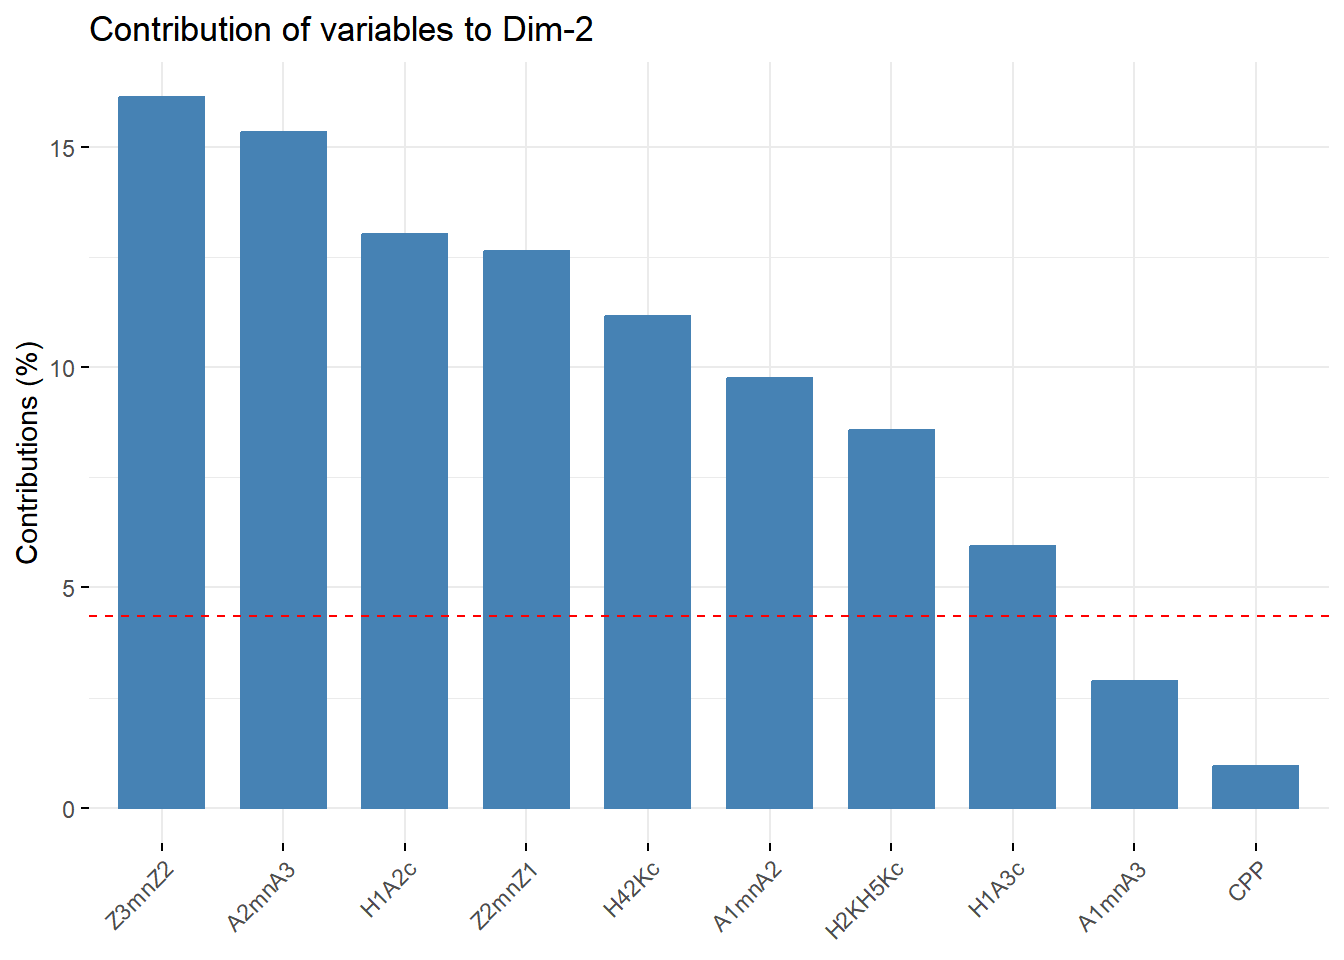 Contribution of variables to Dim-2
Contributions (%)
15
10
5
0
Z3mnZ2
A2mnA3
H1A2c
Z2mnZ1
H42Kc
A1mnA2
H2KH5Kc
H1A3c
A1mnA3
CPP